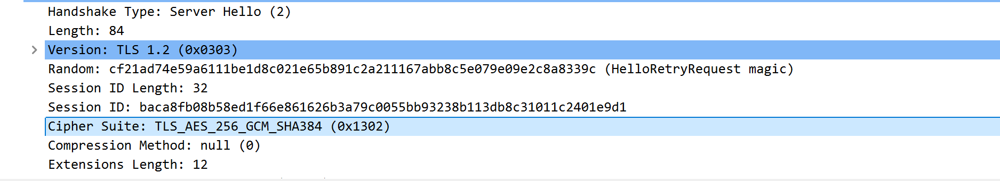 Handshake Type: Server Hello (2)
Length: 84
Version: TLS 1.2 (0x0303)
Random: cf21ad74e59a6111be1d8c021e65b891c2a211167abb8c5e079e09e2c8a8339c (HelloRetryRequest magic)
Session ID Length: 32
Session ID: baca8fb08b58ed1f66e861626b3a79c0055bb93238b113db8c31011c2401e9d1
Cipher Suite: TLS_AES_256_GCM_SHA384 (0x1302)
Compression Method: null (0)
Extensions Length: 12